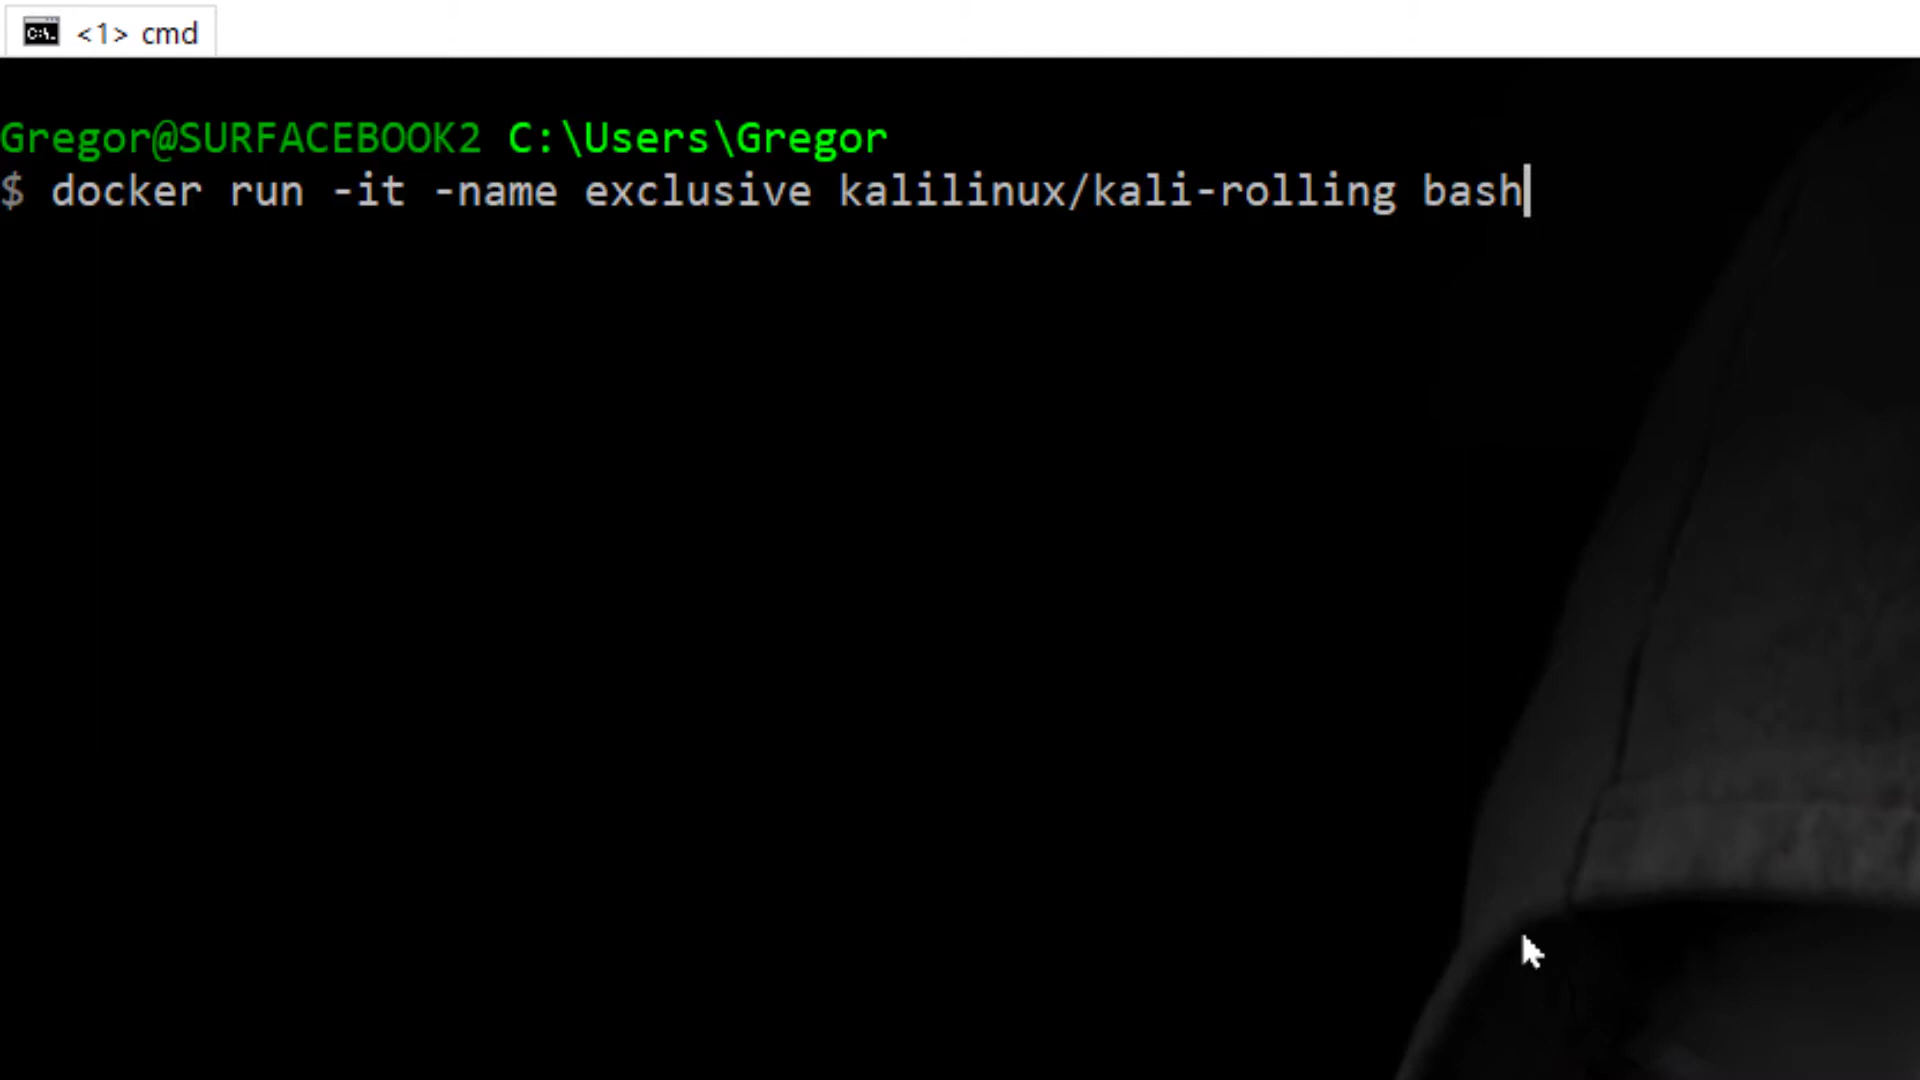 C:\. <1> cmd
Gregor@SURFACEBOOK2 C:\Users\Gregor
$ docker run -it -name exclusive kalilinux/kali-rolling bash